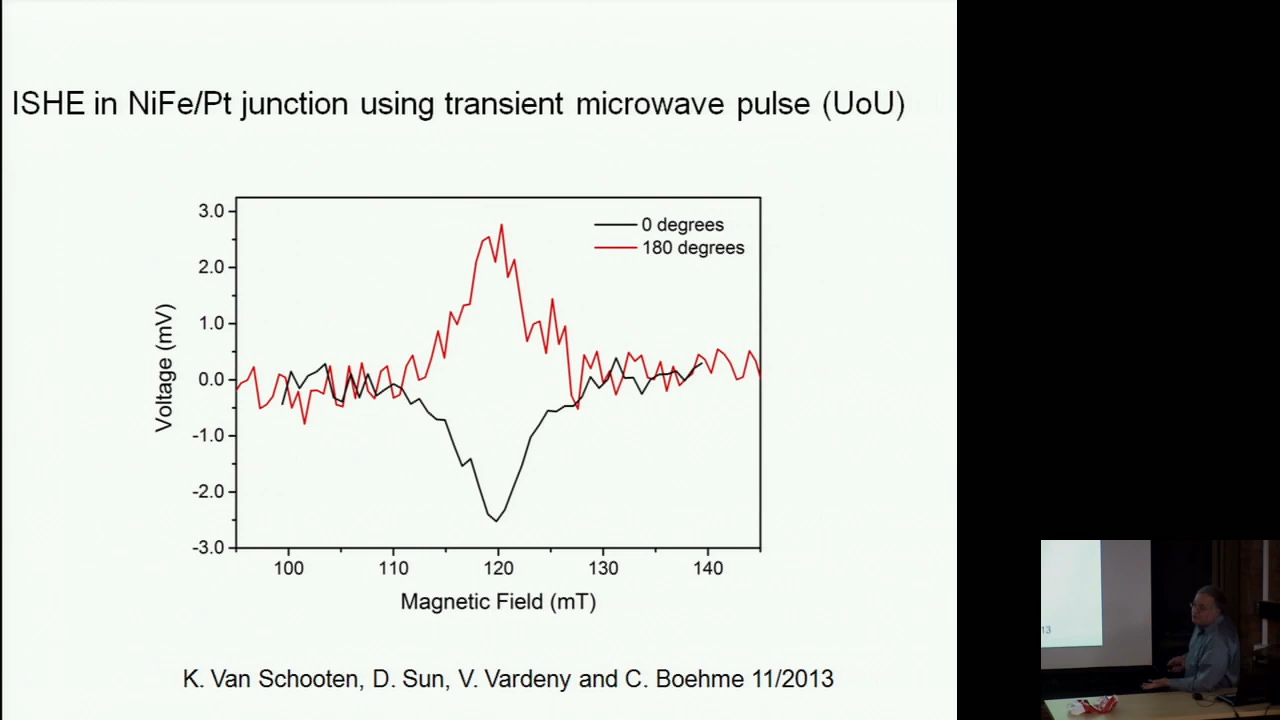 ISHE in NiFe/Pt junction using transient microwave pulse (UoU)
0 degrees
180 degrees
3.0
2.0
1.0
0.0
-1.0
-2.0
-3.0
Voltage (mV)
100 110 120 130 140
Magnetic Field (mT)
K. Van Schooten, D. Sun, V. Vardeny and C. Boehme 11/2013
13